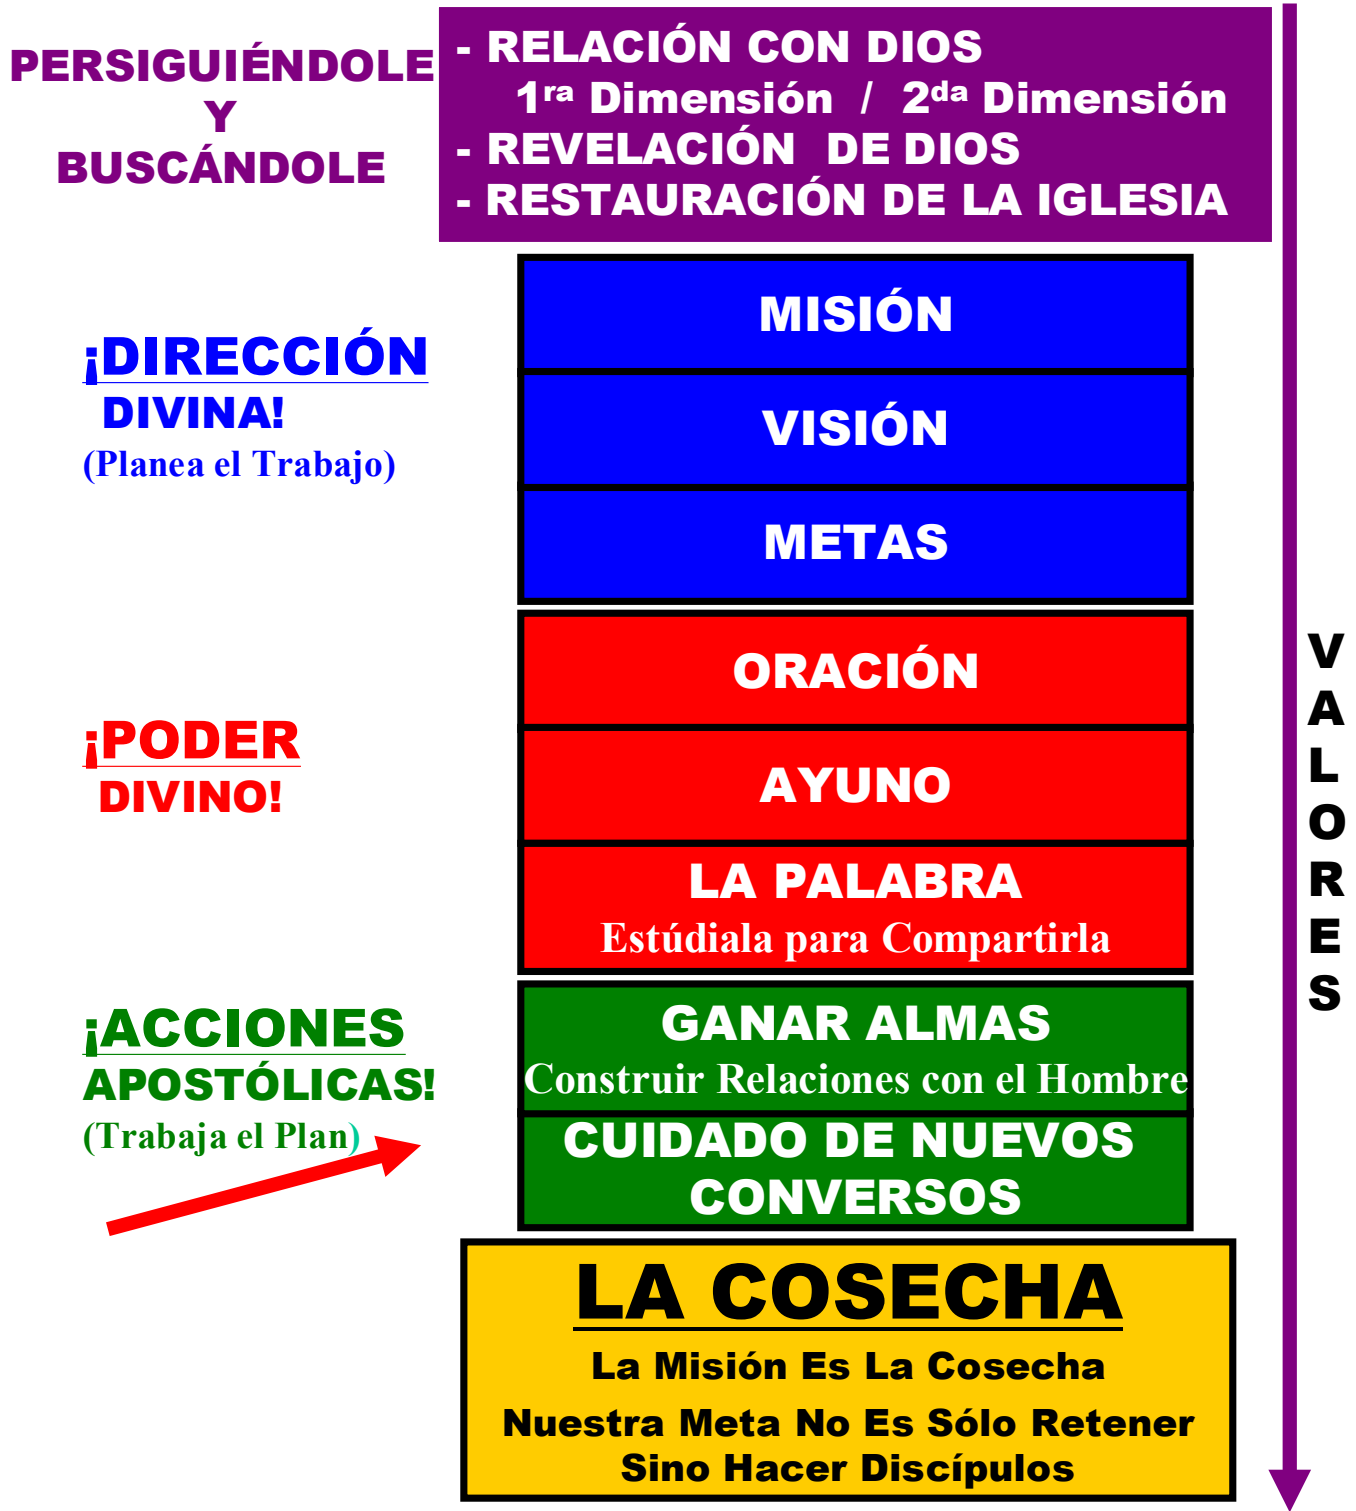 PERSIGUIÉNDOLE
Y
BUSCÁNDOLE
- RELACIÓN CON DIOS
1ra Dimensión / 2da Dimensión
- REVELACIÓN DE DIOS
- RESTAURACIÓN DE LA IGLESIA
¡DIRECCIÓN
DIVINA!
(Planea el Trabajo)
MISIÓN
VISIÓN
METAS
¡PODER
DIVINO!
ORACIÓN
AYUNO
LA PALABRA
Estúdiala para Compartirla
¡ACCIONES
APOSTÓLICAS!
(Trabaja el Plan)
GANAR ALMAS
Construir Relaciones con el Hombre
CUIDADO DE NUEVOS
CONVERSOS
LA COSECHA
La Misión Es La Cosecha
Nuestra Meta No Es Sólo Retener
Sino Hacer Discípulos
V
A
L
O
R
E
S